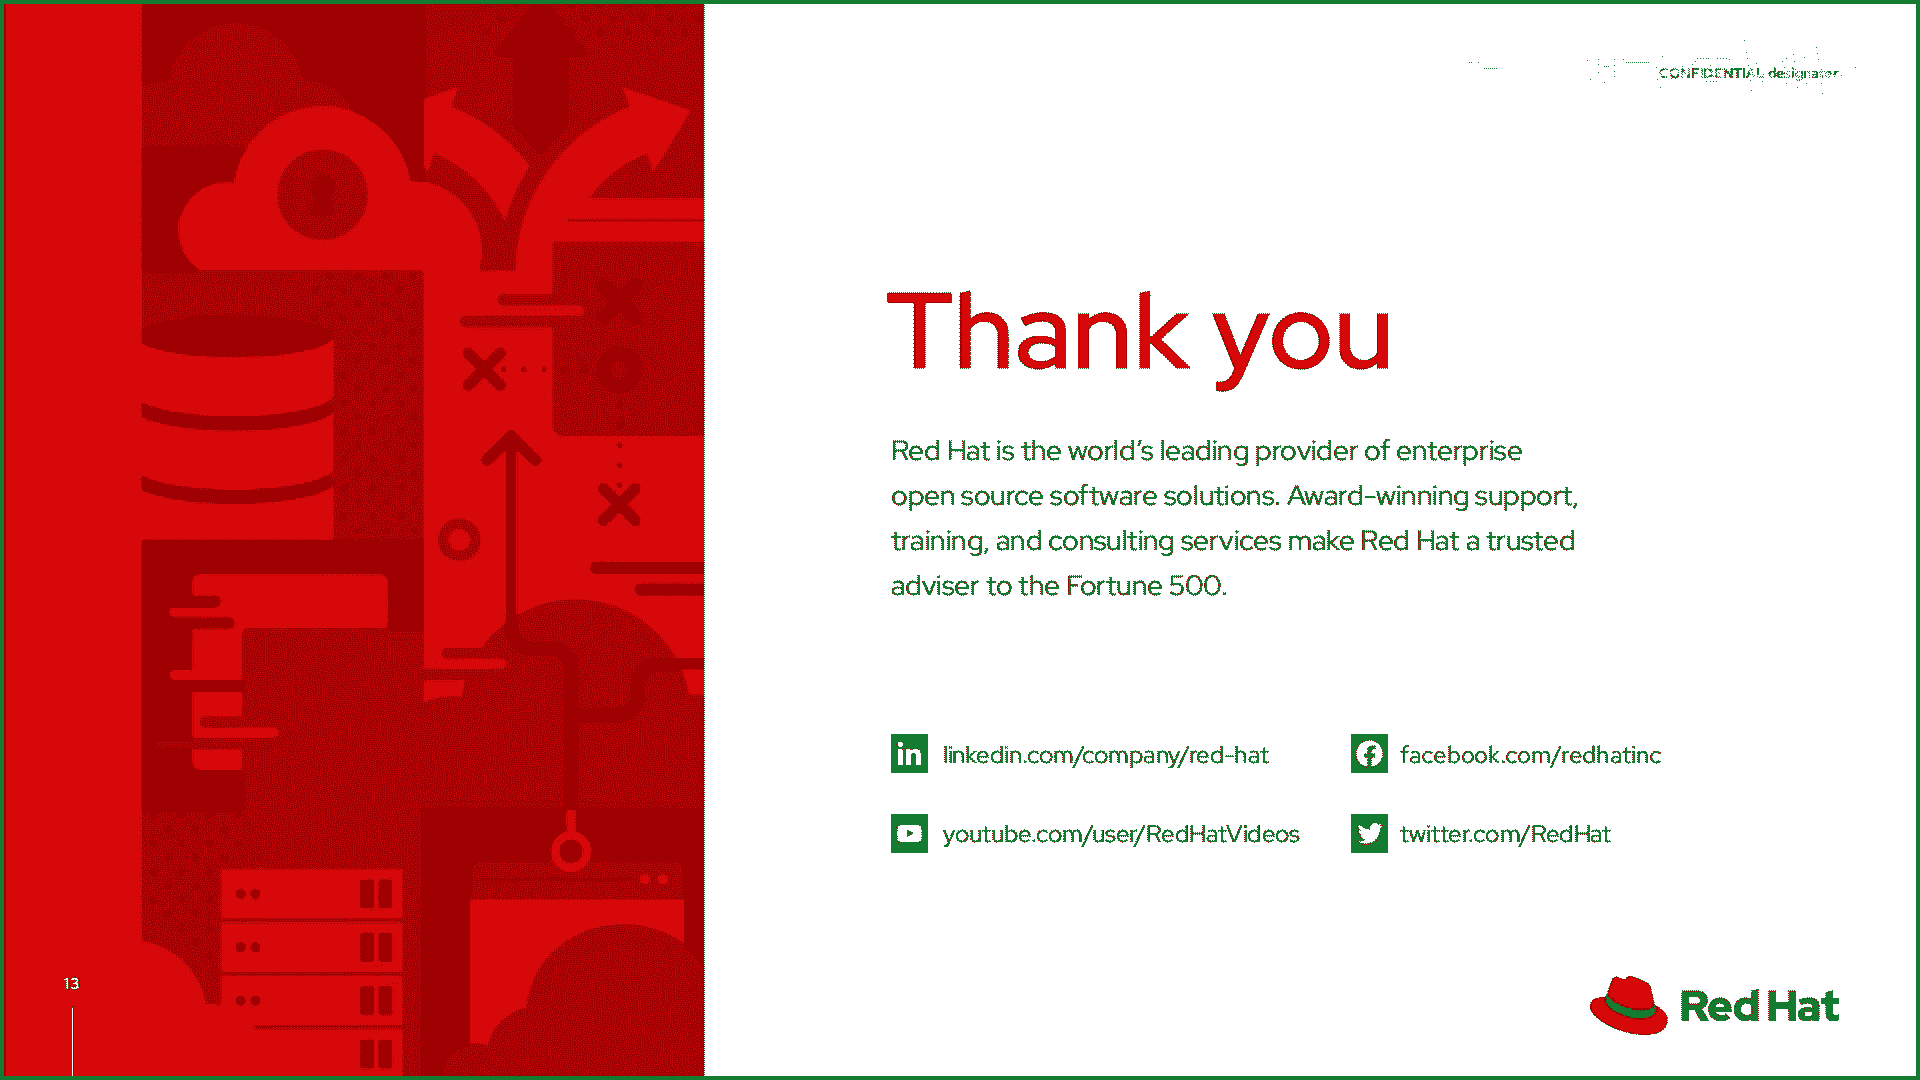 CONFIDENTIAL designator
Thank you
Red Hat is the world’s leading provider of enterprise
open source software solutions. Award-winning support,
training, and consulting services make Red Hat a trusted
adviser to the Fortune 500.
linkedin.com/company/red-hat
facebook.com/redhatinc
youtube.com/user/RedHatVideos
twitter.com/RedHat
13
Red Hat